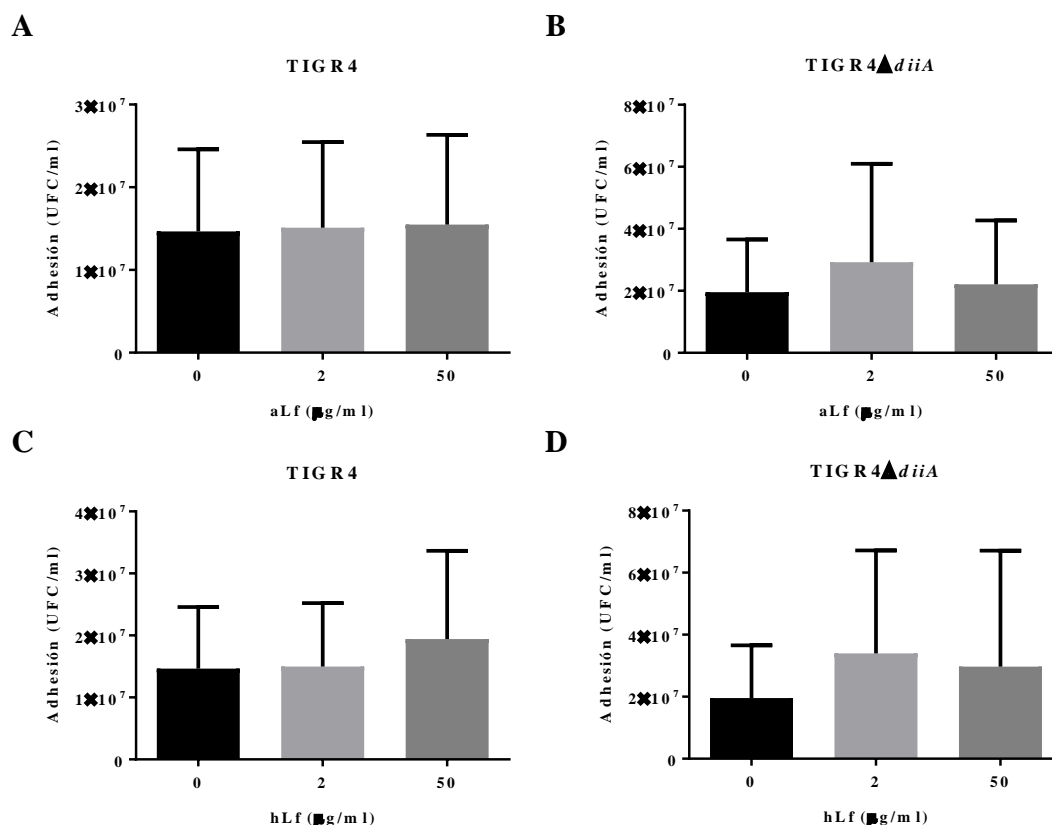 A
TIGR4
3✖10⁷
2✖10⁷
1✖10⁷
0
Adhesión (UFC/ml)
0 2 50
aLf (μg/ml)
B
TIGR4▲diiA
8✖10⁷
6✖10⁷
4✖10⁷
2✖10⁷
0
Adhesión (UFC/ml)
0 2 50
aLf (μg/ml)
C
TIGR4
4✖10⁷
3✖10⁷
2✖10⁷
1✖10⁷
0
Adhesión (UFC/ml)
0 2 50
hLf (μg/ml)
D
TIGR4▲diiA
8✖10⁷
6✖10⁷
4✖10⁷
2✖10⁷
0
Adhesión (UFC/ml)
0 2 50
hLf (μg/ml)